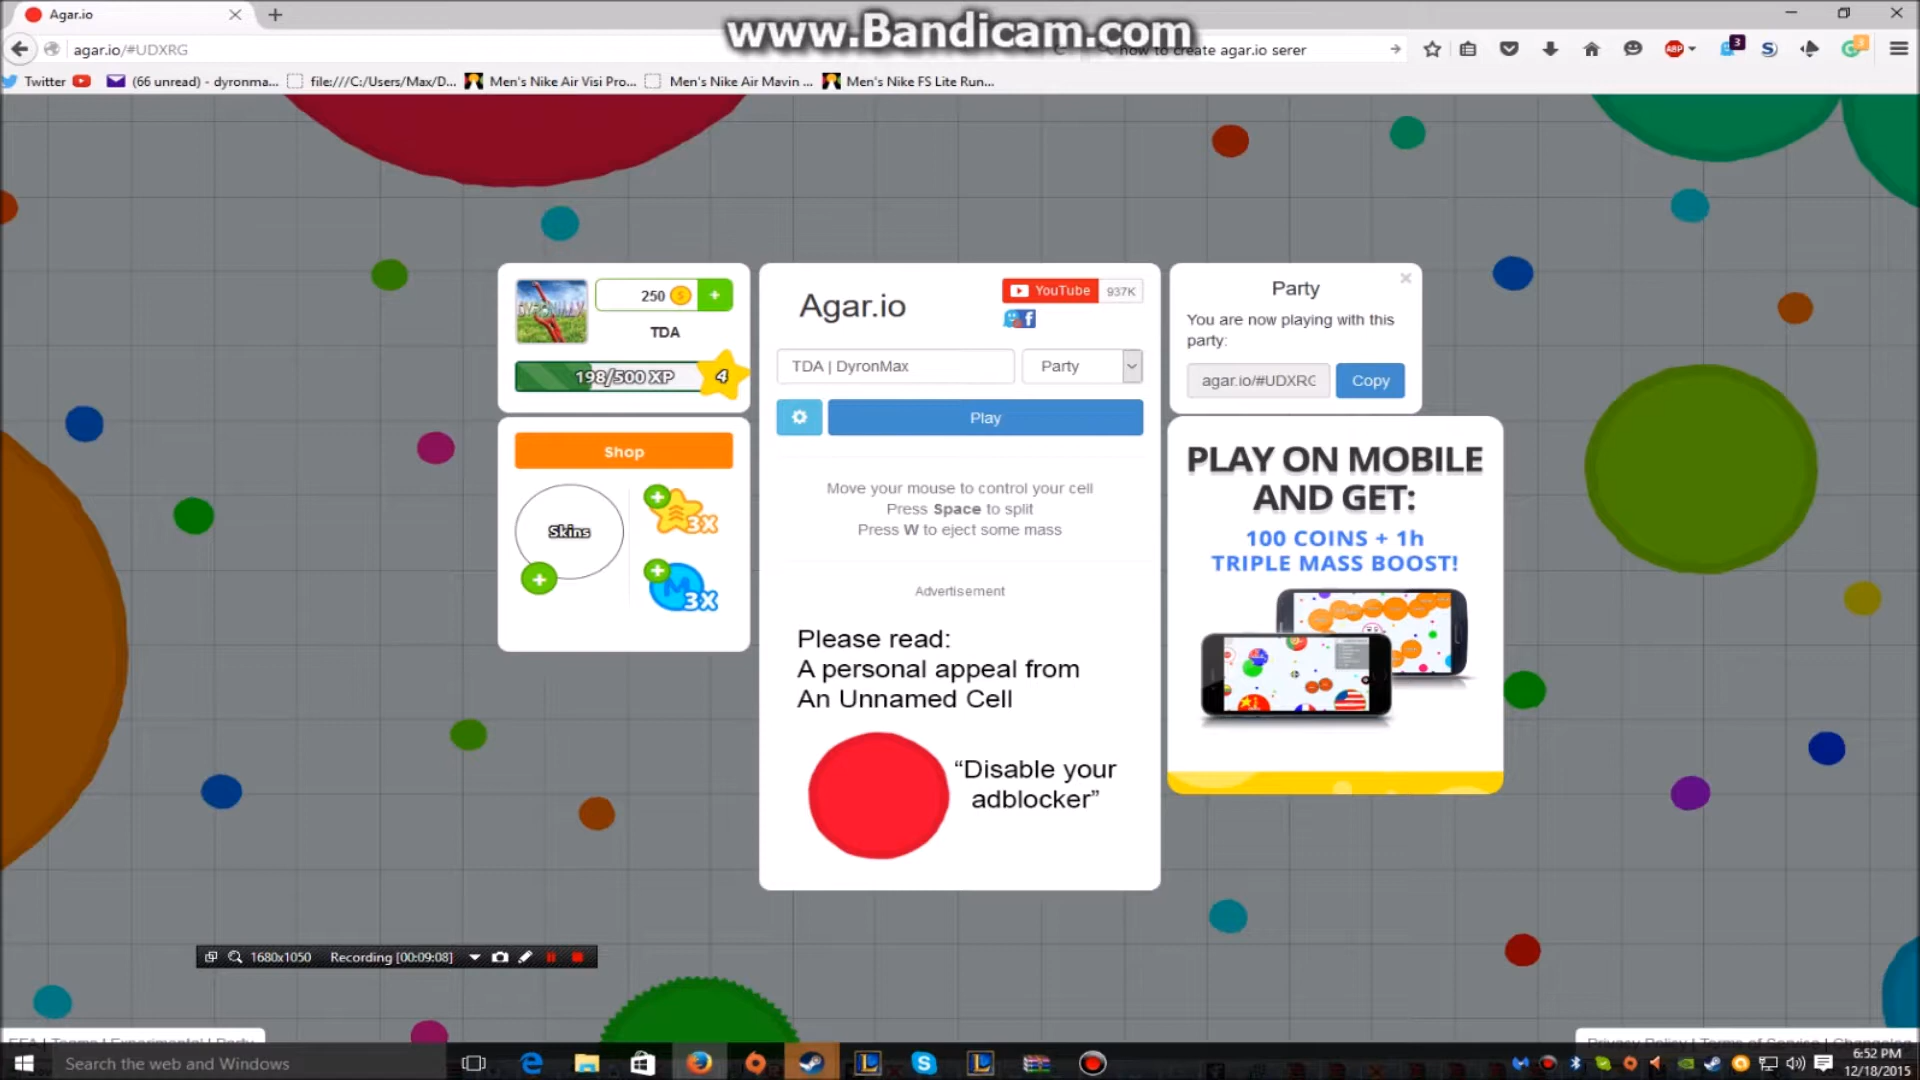 Agar.io
www.Bandicam.com
agar.io/#UDXRG
how to create agar.io serer
ABP
3
Twitter
(66 unread) - dyronma...
file:///C:/Users/Max/D...
Men's Nike Air Visi Pro...
Men's Nike Air Mavin ...
Men's Nike FS Lite Run...
250
TDA
198/500 XP
4
Shop
Skins
3X
M
3X
Agar.io
YouTube
937K
TDA | DyronMax
Party
Play
Move your mouse to control your cell
Press Space to split
Press W to eject some mass
Advertisement
Please read:
A personal appeal from
An Unnamed Cell
“Disable your
adblocker”
Party
You are now playing with this
party:
agar.io/#UDXRG
Copy
PLAY ON MOBILE
AND GET:
100 COINS + 1h
TRIPLE MASS BOOST!
1680x1050
Recording [00:09:08]
Search the web and Windows
6:52 PM
12/18/2015